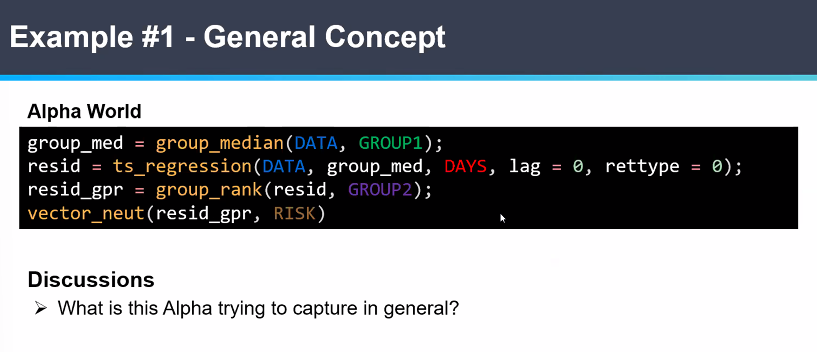 Example #1 - General Concept
Alpha World
group_med = group_median(DATA, GROUP1);
resid = ts_regression(DATA, group_med, DAYS, lag = 0, rettype = 0);
resid_gpr = group_rank(resid, GROUP2);
vector_neut(resid_gpr, RISK)
Discussions
➢ What is this Alpha trying to capture in general?